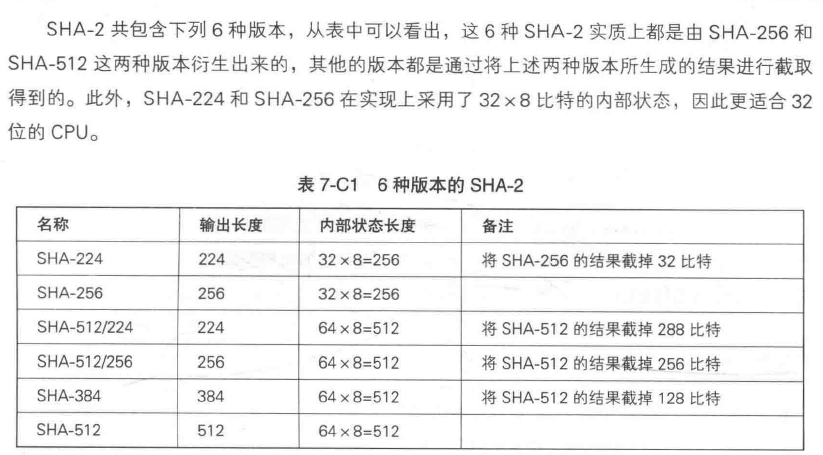 SHA-2 共包含下列 6 种版本，从表中可以看出，这 6 种 SHA-2 实质上都是由 SHA-256 和
SHA-512 这两种版本衍生出来的，其他的版本都是通过将上述两种版本所生成的结果进行截取
得到的。此外，SHA-224 和 SHA-256 在实现上采用了 32×8 比特的内部状态，因此更适合 32
位的 CPU。
表 7-C1 6 种版本的 SHA-2
名称 输出长度 内部状态长度 备注
SHA-224 224 32×8=256 将 SHA-256 的结果截掉 32 比特
SHA-256 256 32×8=256
SHA-512/224 224 64×8=512 将 SHA-512 的结果截掉 288 比特
SHA-512/256 256 64×8=512 将 SHA-512 的结果截掉 256 比特
SHA-384 384 64×8=512 将 SHA-512 的结果截掉 128 比特
SHA-512 512 64×8=512